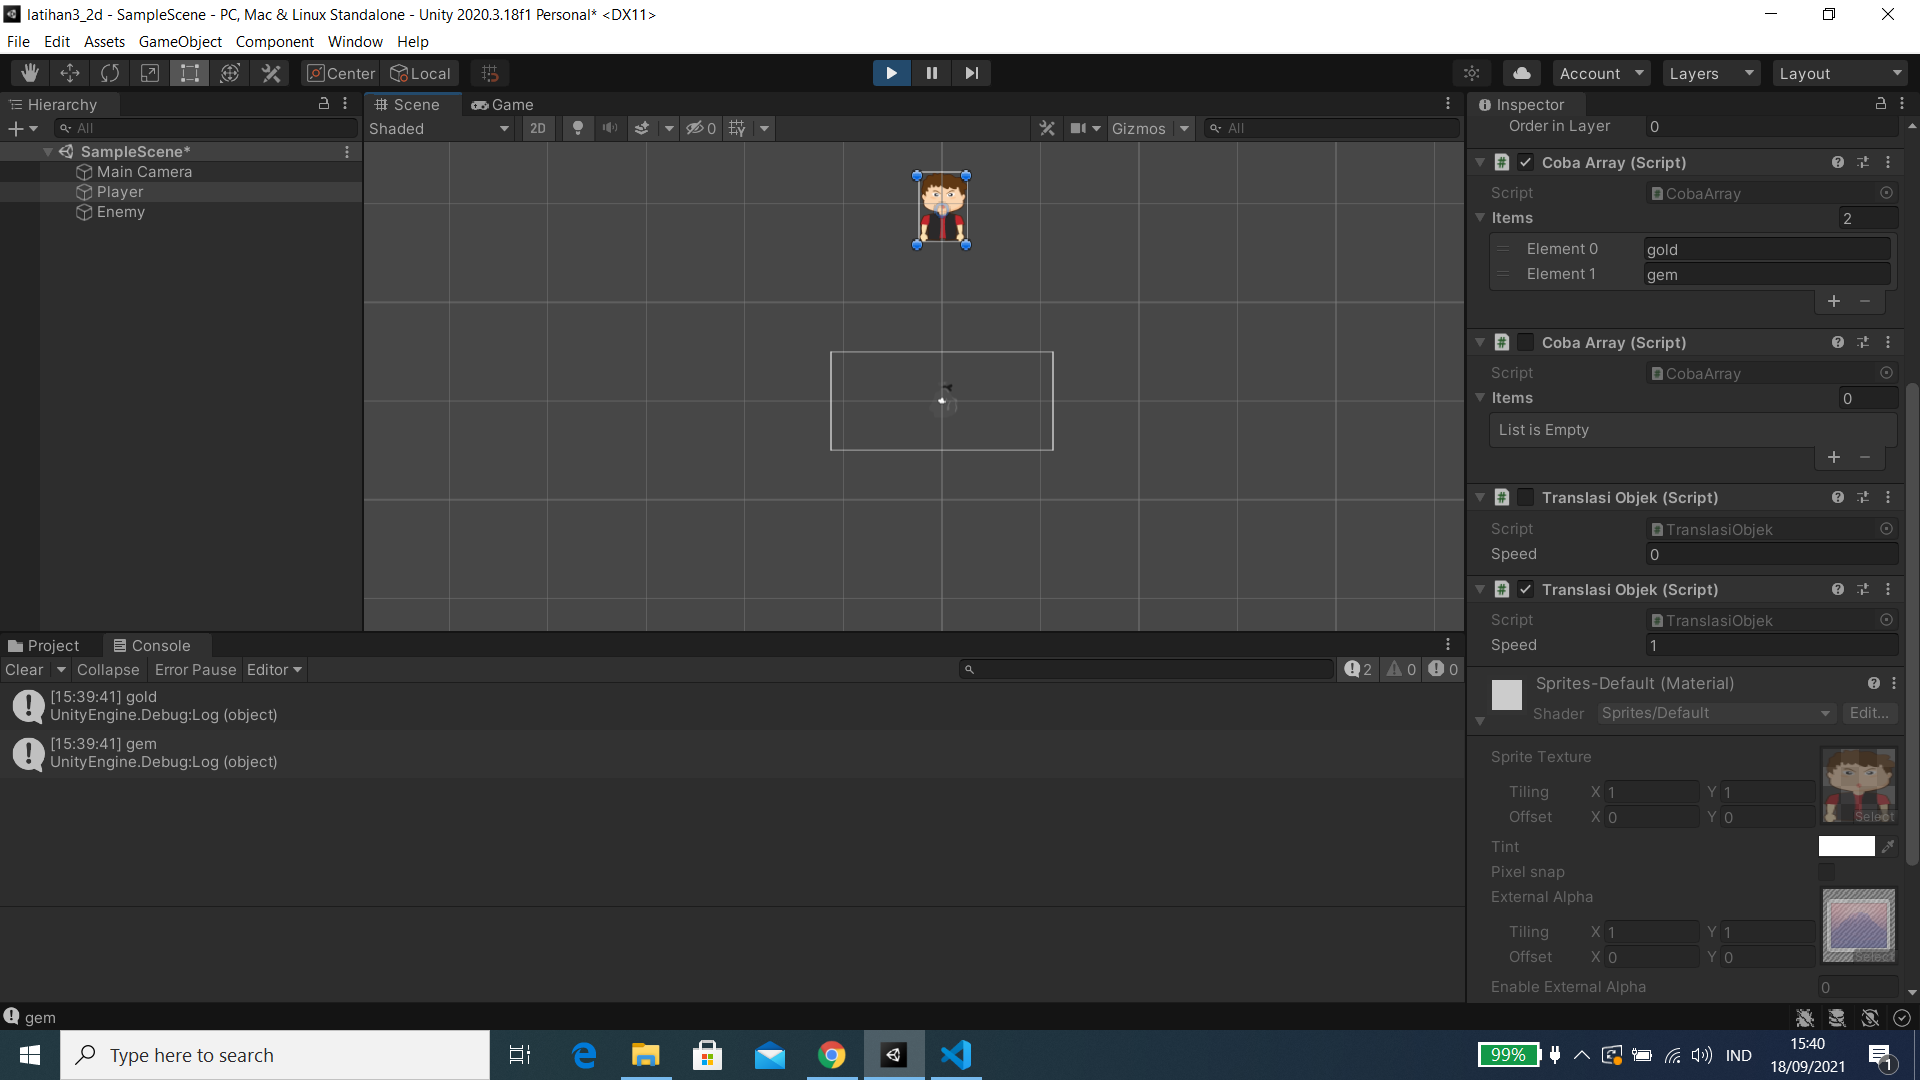 latihan3_2d - SampleScene - PC, Mac & Linux Standalone - Unity 2020.3.18f1 Personal* <DX11>
File Edit Assets GameObject Component Window Help
Center Local Account Layers Layout
Hierarchy
All
SampleScene*
Main Camera
Player
Enemy
Scene Game
Shaded 2D 0 Gizmos All
Inspector
Order in Layer 0
Coba Array (Script)
Script CobaArray
Items 2
Element 0 gold
Element 1 gem
Coba Array (Script)
Script CobaArray
Items 0
List is Empty
Translasi Objek (Script)
Script TranslasiObjek
Speed 0
Translasi Objek (Script)
Script TranslasiObjek
Speed 1
Sprites-Default (Material)
Shader Sprites/Default Edit...
Sprite Texture
Tiling X 1 Y 1
Offset X 0 Y 0
Select
Tint
Pixel snap
External Alpha
Tiling X 1 Y 1
Offset X 0 Y 0
Select
Enable External Alpha 0
Project Console
Clear Collapse Error Pause Editor 2 0 0
[15:39:41] gold
UnityEngine.Debug:Log (object)
[15:39:41] gem
UnityEngine.Debug:Log (object)
gem
Type here to search
99% IND 15:40
18/09/2021
1